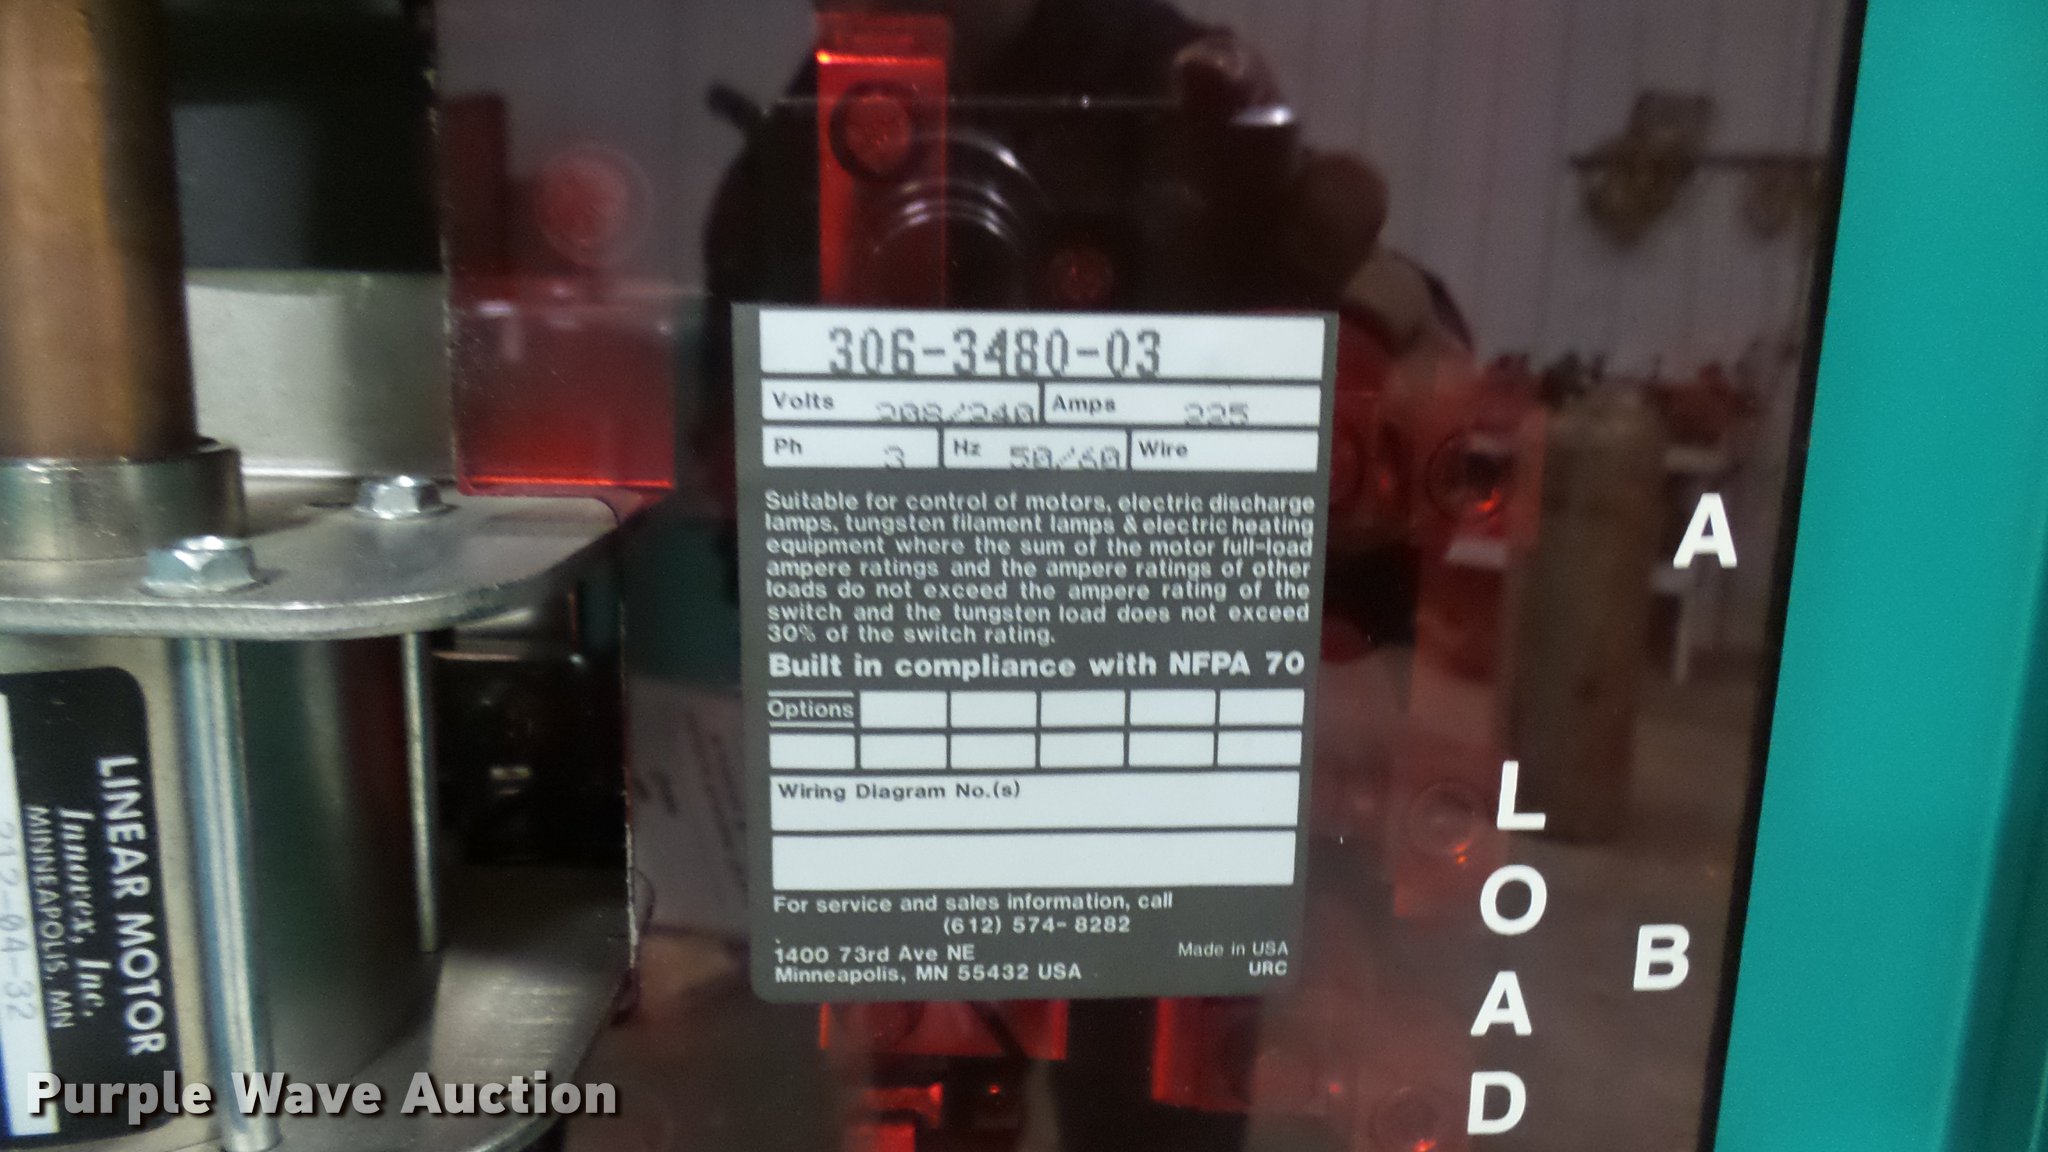 306-3480-03
Volts 208/240 Amps 225
Ph 3 Hz 50/60 Wire
Suitable for control of motors, electric discharge
lamps, tungsten filament lamps & electric heating
equipment where the sum of the motor full-load
ampere ratings and the ampere ratings of other
loads do not exceed the ampere rating of the
switch and the tungsten load does not exceed
30% of the switch rating.
Built in compliance with NFPA 70
Options
Wiring Diagram No.(s)
For service and sales information, call
(612) 574-8282
1400 73rd Ave NE
Minneapolis, MN 55432 USA
Made in USA
URC
A
LOAD
B
LINEAR MOTOR
Innovex, Inc.
MINNEAPOLIS, MN
212-04-32
Purple Wave Auction